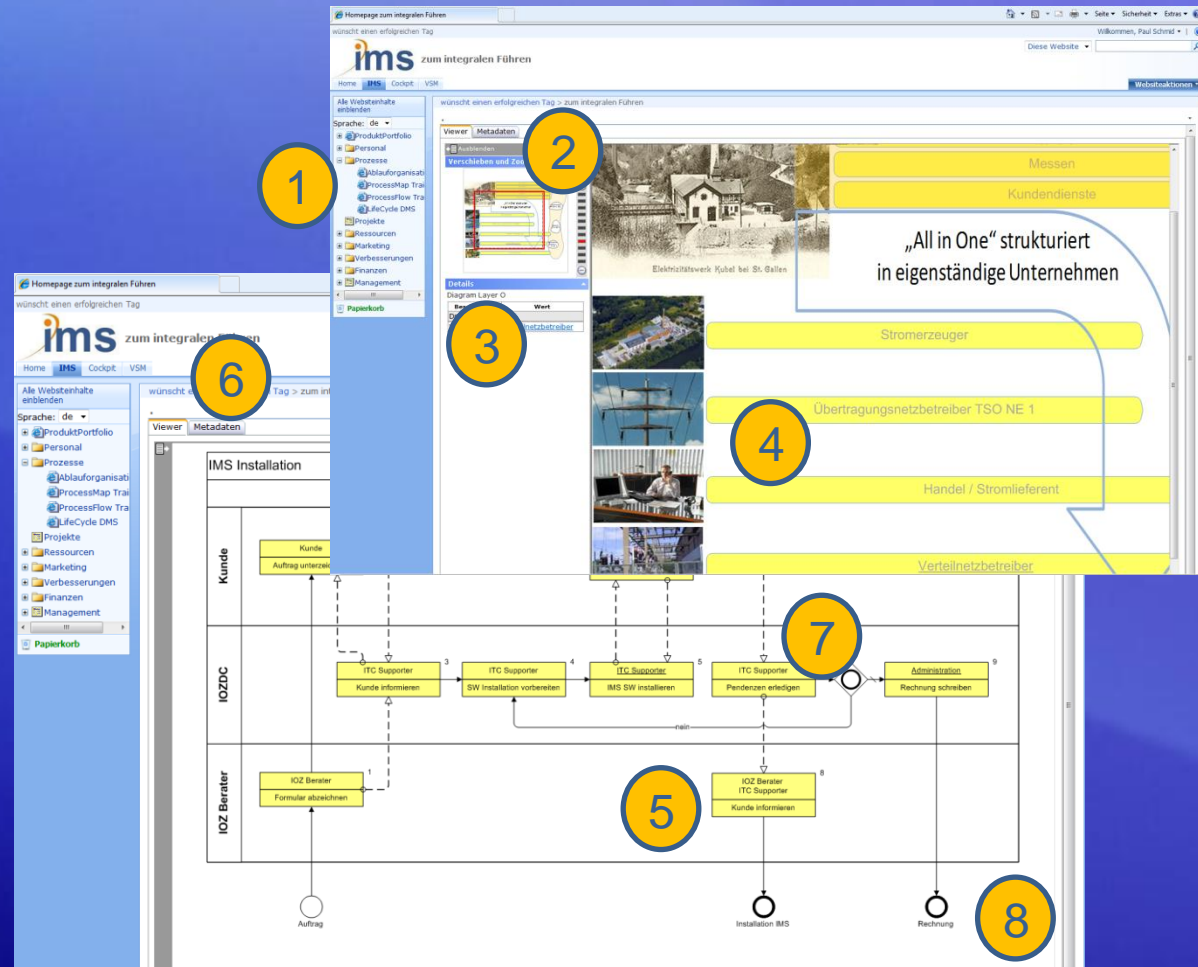 Homepage zum integralen Führen
Seite
Sicherheit
Extras
wünscht einen erfolgreichen Tag
Willkommen, Paul Schmid
ims zum integralen Führen
Diese Website
Home IMS Cockpit VSM
Websiteaktionen
Alle Websiteinhalte
einblenden
Sprache: de
ProduktPortfolio
Personal
Prozesse
Ablauforganisati
ProcessMap Trai
ProcessFlow Tra
LifeCycle DMS
Projekte
Ressourcen
Marketing
Verbesserungen
Finanzen
Management
Papierkorb
1
wünscht einen erfolgreichen Tag > zum integralen Führen
Viewer Metadaten
Ausblenden
Verschieben und
2
Details
Diagram Layer O
Wert
netzbetreiber
3
Elektrizitätswerk Kubel bei St. Gallen
Messen
Kundendienste
„All in One“ strukturiert
in eigenständige Unternehmen
Stromerzeuger
Übertragungsnetzbetreiber TSO NE 1
4
Handel / Stromlieferent
Verteilnetzbetreiber
Homepage zum integralen Führen
wünscht einen erfolgreichen Tag
ims zum integralen
Home IMS Cockpit VSM
6
Alle Websiteinhalte
einblenden
Sprache: de
ProduktPortfolio
Personal
Prozesse
Ablauforganisati
ProcessMap Trai
ProcessFlow Tra
LifeCycle DMS
Projekte
Ressourcen
Marketing
Verbesserungen
Finanzen
Management
Papierkorb
wünscht Tag > zum
Viewer Metadaten
IMS Installation
Kunde
Kunde
Auftrag
IOZDC
ITC Supporter
Kunde informieren
3
ITC Supporter
SW Installation vorbereiten
4
ITC Supporter
IMS SW installieren
5
ITC Supporter
Pendenzen erledigen
7
Administration
Rechnung schreiben
9
nein
IOZ Berater
IOZ Berater
Formular abzeichnen
1
5
IOZ Berater
ITC Supporter
Kunde informieren
8
Auftrag
Installation IMS
Rechnung
8